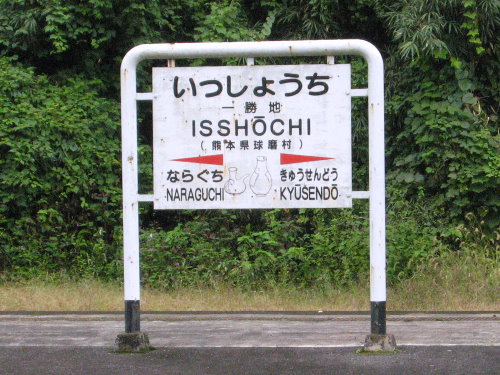 いっしょうち
一勝地
ISSHŌCHI
(熊本県球磨村)
ならぐち きゅうせんどう
NARAGUCHI KYŪSENDŌ